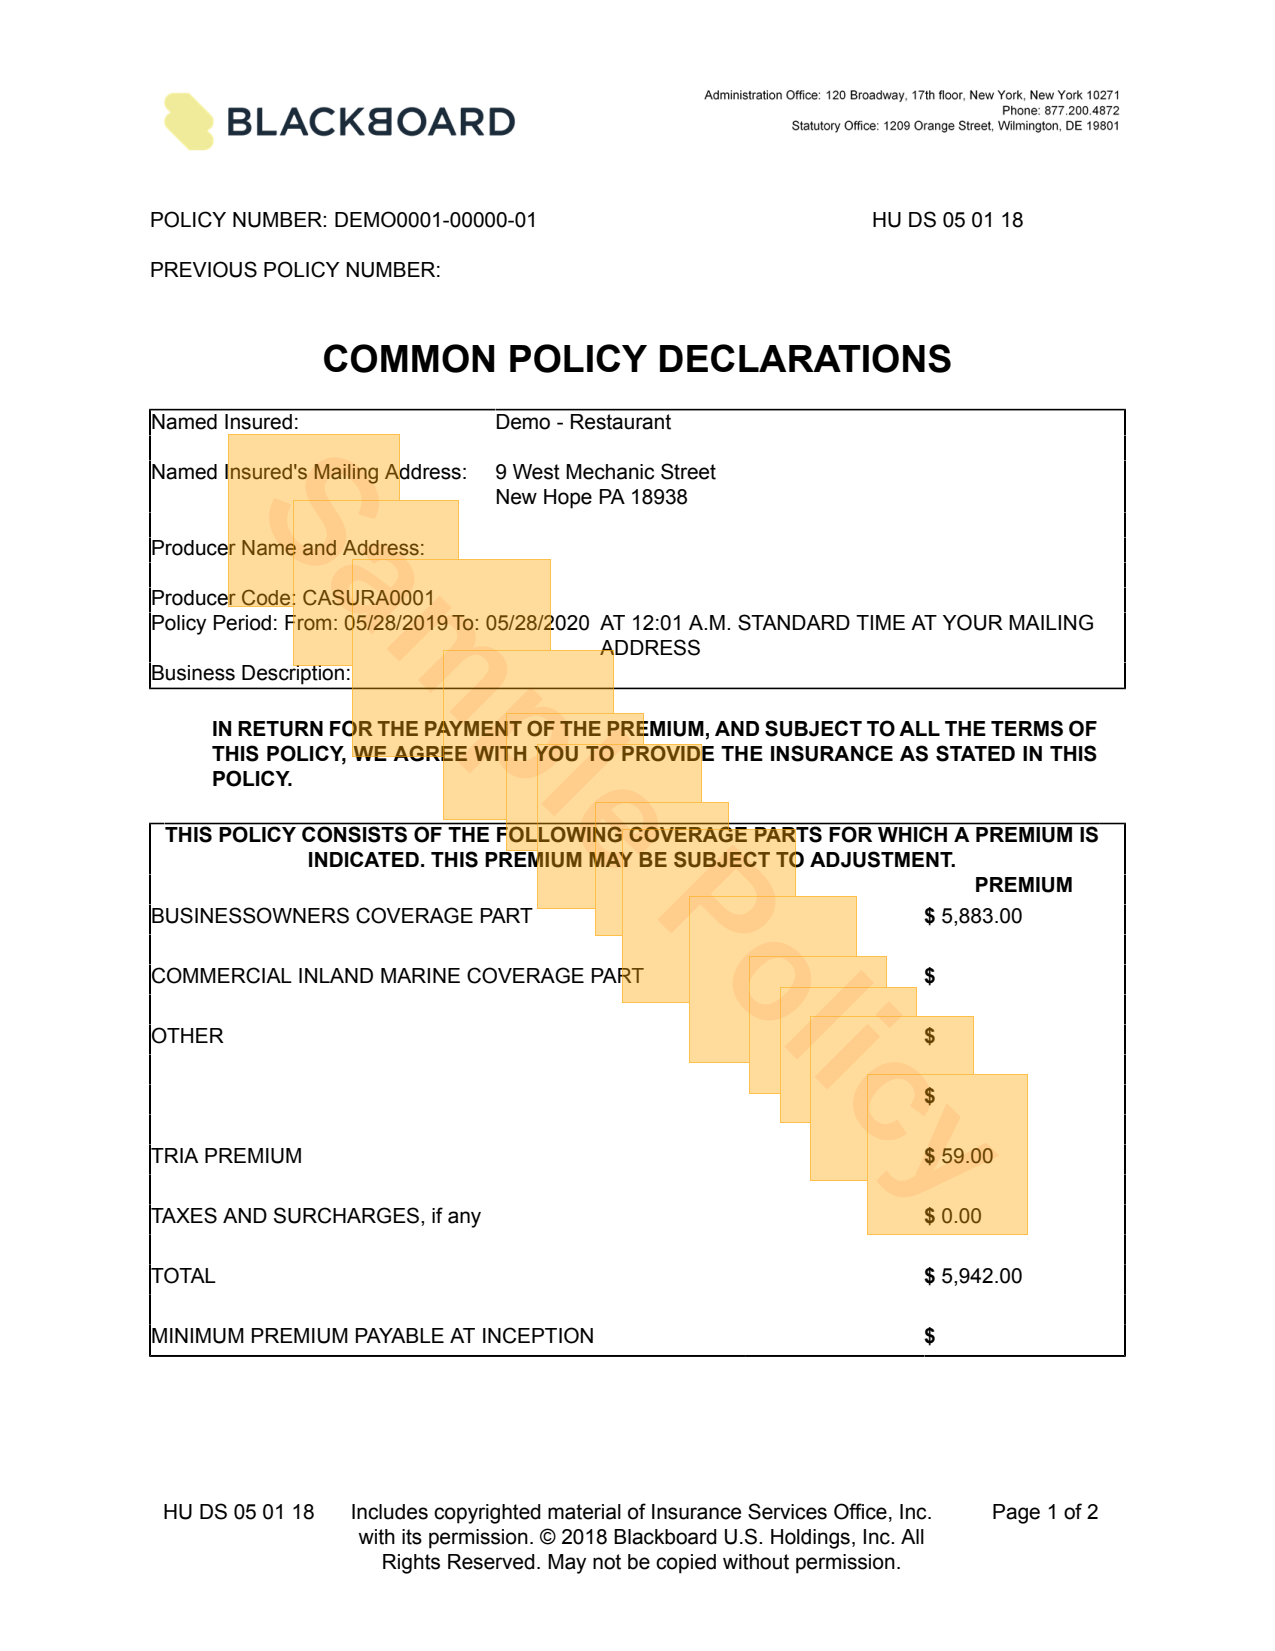 BLACKBOARD
Administration Office: 120 Broadway, 17th floor, New York, New York 10271
Phone: 877.200.4872
Statutory Office: 1209 Orange Street, Wilmington, DE 19801
POLICY NUMBER: DEMO0001-00000-01 HU DS 05 01 18
PREVIOUS POLICY NUMBER:
COMMON POLICY DECLARATIONS
Named Insured: Demo - Restaurant
Named Insured's Mailing Address: 9 West Mechanic Street
New Hope PA 18938
Producer Name and Address:
Producer Code: CASURA0001
Policy Period: From: 05/28/2019 To: 05/28/2020 AT 12:01 A.M. STANDARD TIME AT YOUR MAILING
ADDRESS
Business Description:
IN RETURN FOR THE PAYMENT OF THE PREMIUM, AND SUBJECT TO ALL THE TERMS OF
THIS POLICY, WE AGREE WITH YOU TO PROVIDE THE INSURANCE AS STATED IN THIS
POLICY.
THIS POLICY CONSISTS OF THE FOLLOWING COVERAGE PARTS FOR WHICH A PREMIUM IS
INDICATED. THIS PREMIUM MAY BE SUBJECT TO ADJUSTMENT.
PREMIUM
BUSINESSOWNERS COVERAGE PART $ 5,883.00
COMMERCIAL INLAND MARINE COVERAGE PART $
OTHER $
$
TRIA PREMIUM $ 59.00
TAXES AND SURCHARGES, if any $ 0.00
TOTAL $ 5,942.00
MINIMUM PREMIUM PAYABLE AT INCEPTION $
Sample Policy
HU DS 05 01 18 Includes copyrighted material of Insurance Services Office, Inc. Page 1 of 2
with its permission. © 2018 Blackboard U.S. Holdings, Inc. All
Rights Reserved. May not be copied without permission.